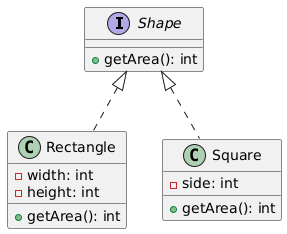 I Shape
getArea(): int
C Rectangle
width: int
height: int
getArea(): int
C Square
side: int
getArea(): int